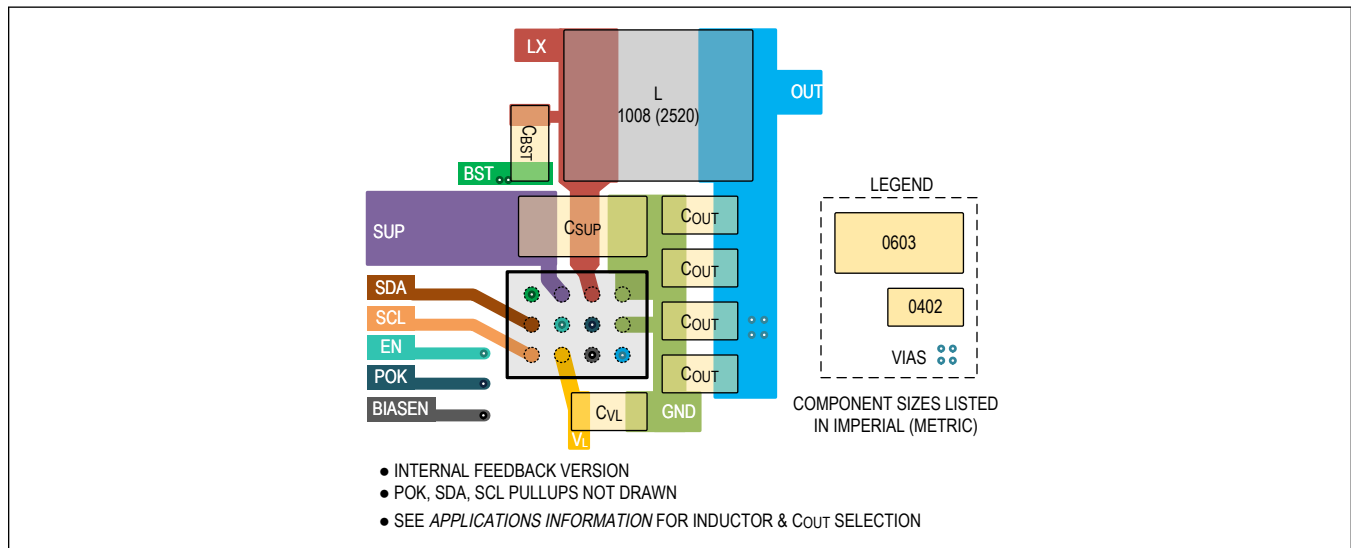 LX
L
1008 (2520)
OUT
CBST
BST
SUP
CSUP
COUT
COUT
COUT
COUT
SDA
SCL
EN
POK
BIASEN
CVL
GND
VL
LEGEND
0603
0402
VIAS
COMPONENT SIZES LISTED
IN IMPERIAL (METRIC)
● INTERNAL FEEDBACK VERSION
● POK, SDA, SCL PULLUPS NOT DRAWN
● SEE APPLICATIONS INFORMATION FOR INDUCTOR & COUT SELECTION